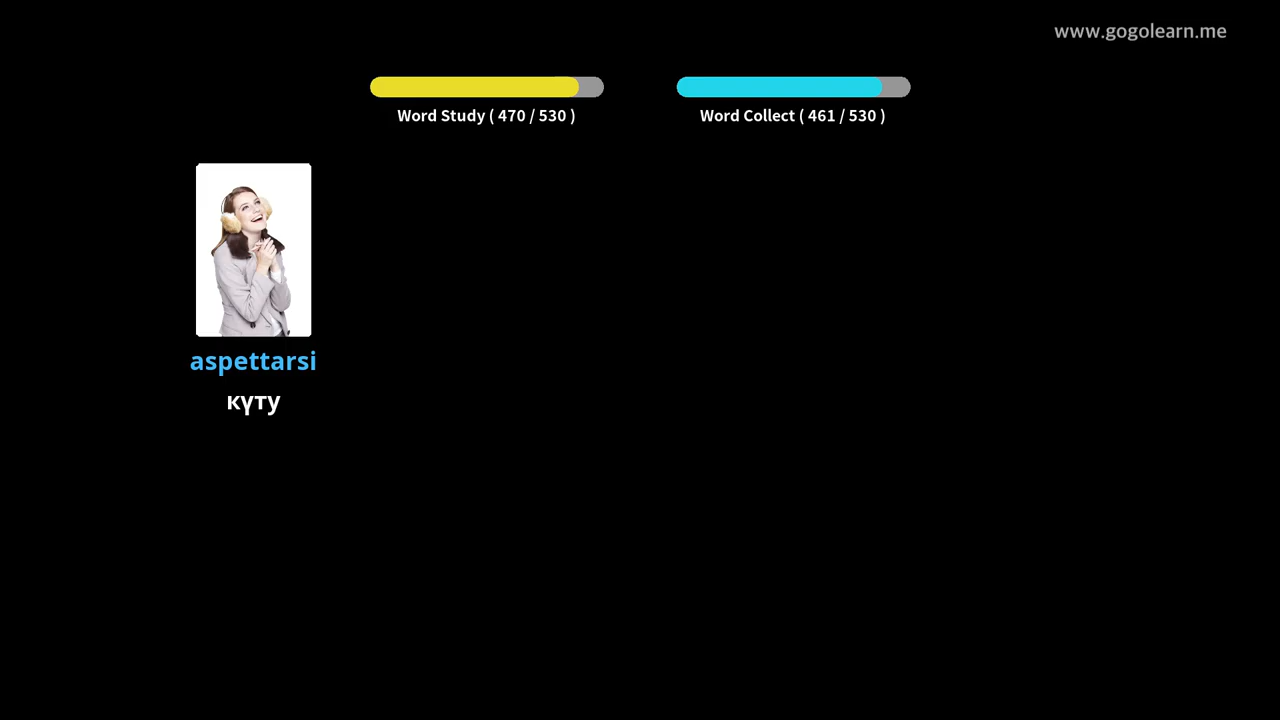 www.gogolearn.me
Word Study ( 470 / 530 )
Word Collect ( 461 / 530 )
aspettarsi
күту